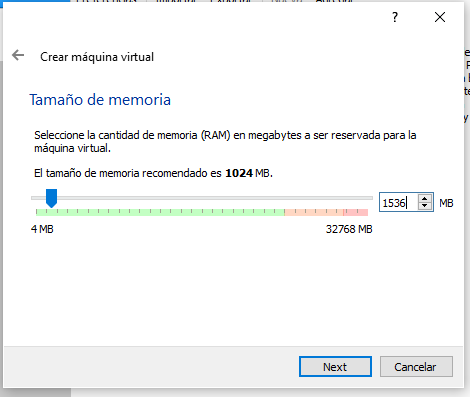 ?
Crear máquina virtual
Tamaño de memoria
Seleccione la cantidad de memoria (RAM) en megabytes a ser reservada para la
máquina virtual.
El tamaño de memoria recomendado es 1024 MB.
1536 MB
4 MB 32768 MB
Next Cancelar